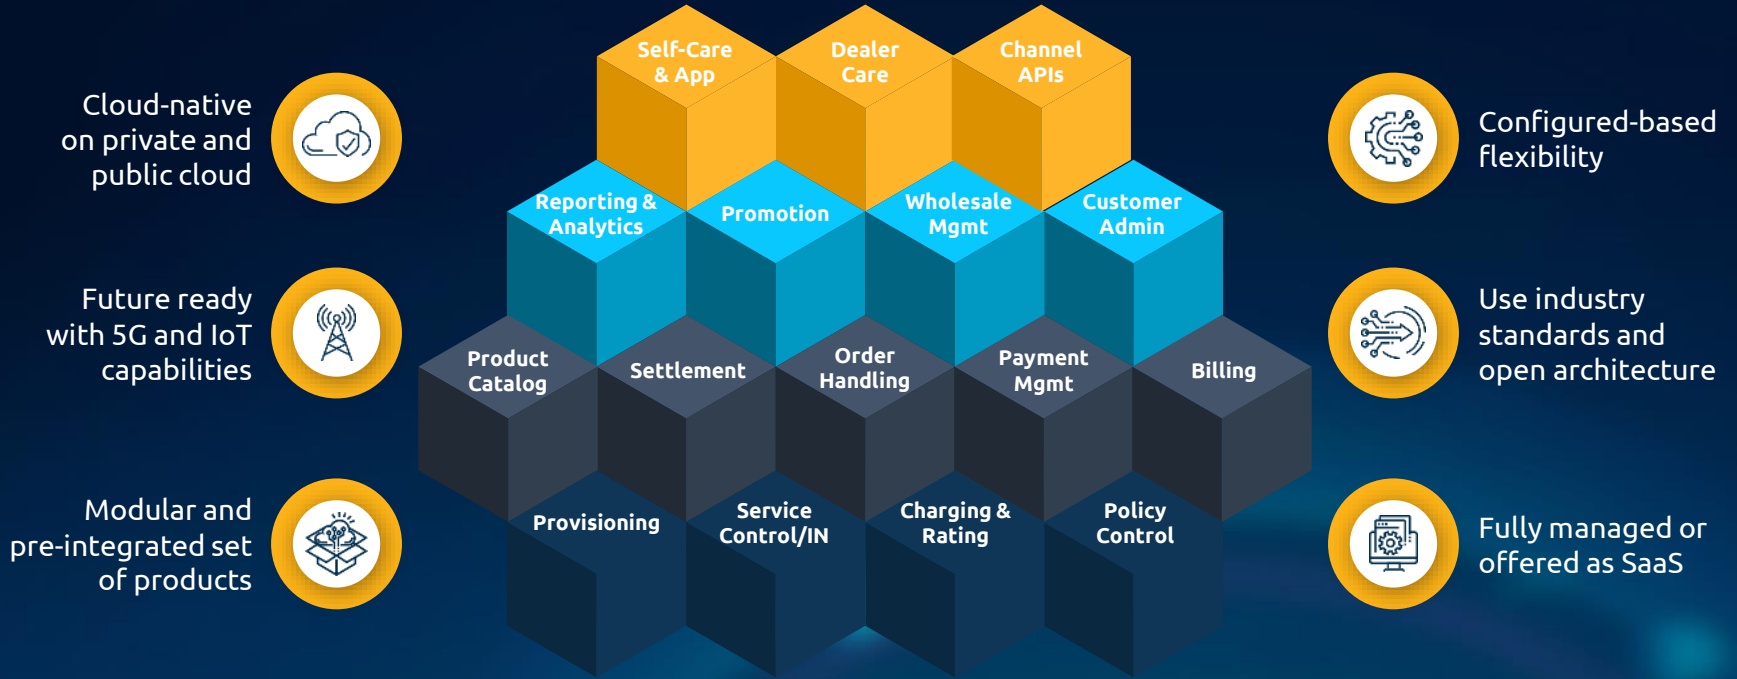 Self-Care
& App
Dealer
Care
Channel
APIs
Cloud-native
on private and
public cloud
Configured-based
flexibility
Reporting &
Analytics
Promotion
Wholesale
Mgmt
Customer
Admin
Future ready
with 5G and IoT
capabilities
Use industry
standards and
open architecture
Product
Catalog
Settlement
Order
Handling
Payment
Mgmt
Billing
Modular and
pre-integrated set
of products
Provisioning
Service
Control/IN
Charging &
Rating
Policy
Control
Fully managed or
offered as SaaS